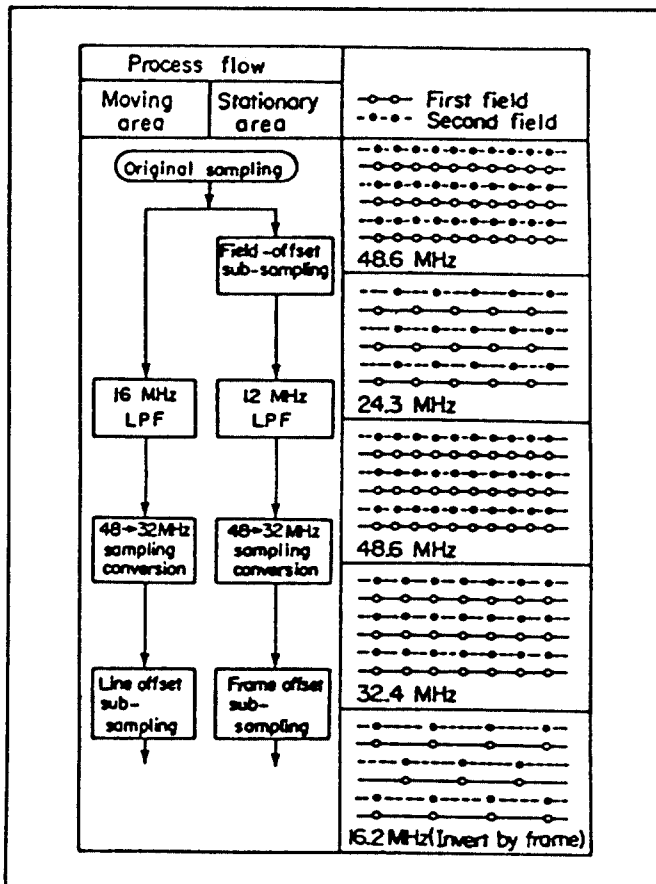 Process flow
Moving
area
Stationary
area
First field
Second field
Original sampling
48.6 MHz
Field-offset
sub-sampling
24.3 MHz
16 MHz
LPF
12 MHz
LPF
48.6 MHz
48→32MHz
sampling
conversion
48→32MHz
sampling
conversion
32.4 MHz
Line offset
sub-
sampling
Frame offset
sub-
sampling
16.2 MHz(Invert by frame)